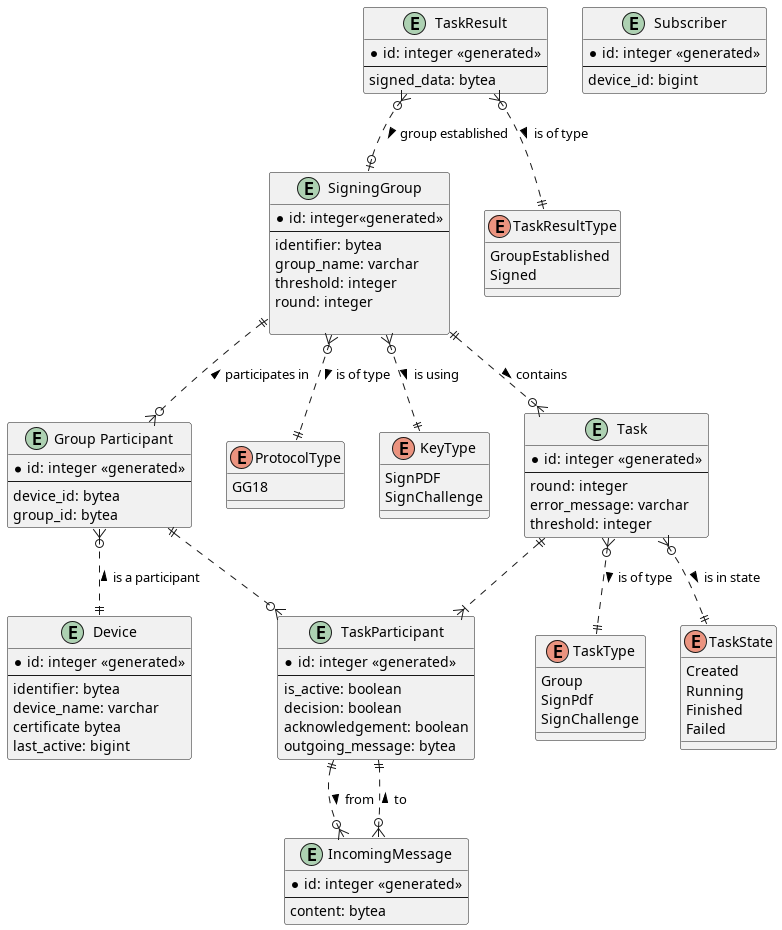 E TaskResult
* id: integer «generated»
signed_data: bytea
E Subscriber
* id: integer «generated»
device_id: bigint
group established
is of type
E SigningGroup
* id: integer«generated»
identifier: bytea
group_name: varchar
threshold: integer
round: integer
E TaskResultType
GroupEstablished
Signed
participates in
is of type
is using
contains
E Group Participant
* id: integer «generated»
device_id: bytea
group_id: bytea
E ProtocolType
GG18
E KeyType
SignPDF
SignChallenge
E Task
* id: integer «generated»
round: integer
error_message: varchar
threshold: integer
is a participant
is of type
is in state
E Device
* id: integer «generated»
identifier: bytea
device_name: varchar
certificate bytea
last_active: bigint
E TaskParticipant
* id: integer «generated»
is_active: boolean
decision: boolean
acknowledgement: boolean
outgoing_message: bytea
E TaskType
Group
SignPdf
SignChallenge
E TaskState
Created
Running
Finished
Failed
from
to
E IncomingMessage
* id: integer «generated»
content: bytea